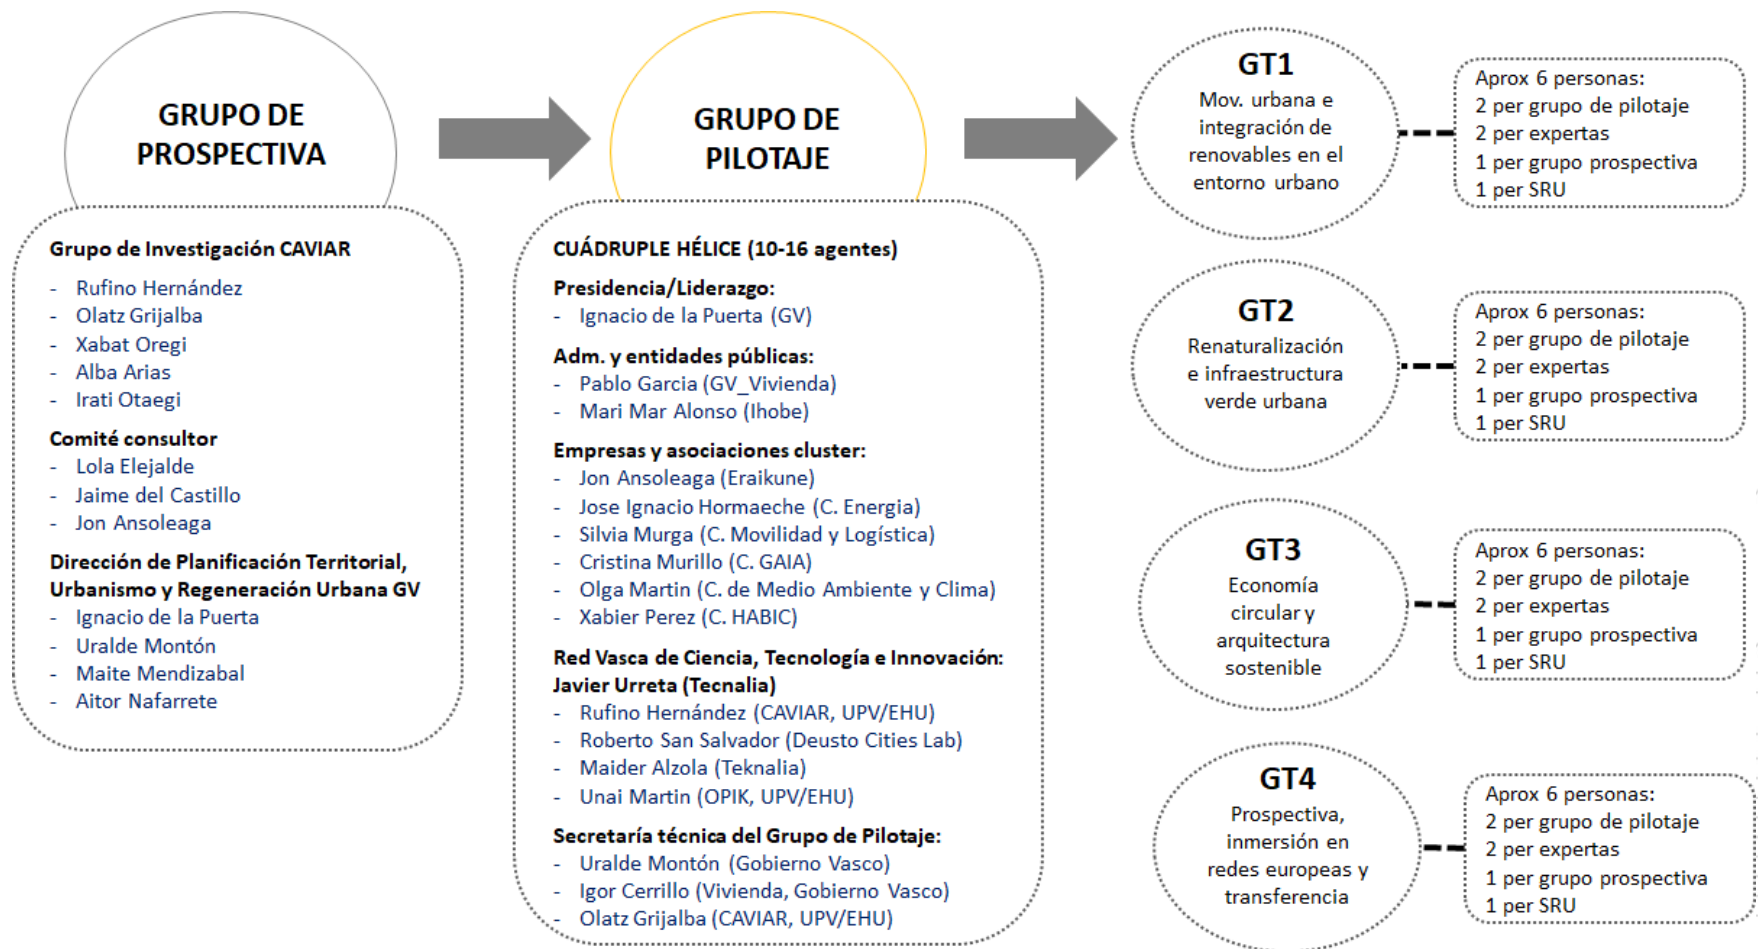 GRUPO DE
PROSPECTIVA
Grupo de Investigación CAVIAR
- Rufino Hernández
- Olatz Grijalba
- Xabat Oregi
- Alba Arias
- Irati Otaegi
Comité consultor
- Lola Elejalde
- Jaime del Castillo
- Jon Ansoleaga
Dirección de Planificación Territorial,
Urbanismo y Regeneración Urbana GV
- Ignacio de la Puerta
- Uralde Montón
- Maite Mendizabal
- Aitor Nafarrete
GRUPO DE
PILOTAJE
CUÁDRUPLE HÉLICE (10-16 agentes)
Presidencia/Liderazgo:
- Ignacio de la Puerta (GV)
Adm. y entidades públicas:
- Pablo Garcia (GV_Vivienda)
- Mari Mar Alonso (Ihobe)
Empresas y asociaciones cluster:
- Jon Ansoleaga (Eraikune)
- Jose Ignacio Hormaeche (C. Energia)
- Silvia Murga (C. Movilidad y Logística)
- Cristina Murillo (C. GAIA)
- Olga Martin (C. de Medio Ambiente y Clima)
- Xabier Perez (C. HABIC)
Red Vasca de Ciencia, Tecnología e Innovación:
Javier Urreta (Tecnalia)
- Rufino Hernández (CAVIAR, UPV/EHU)
- Roberto San Salvador (Deusto Cities Lab)
- Maider Alzola (Teknalia)
- Unai Martin (OPIK, UPV/EHU)
Secretaría técnica del Grupo de Pilotaje:
- Uralde Montón (Gobierno Vasco)
- Igor Cerrillo (Vivienda, Gobierno Vasco)
- Olatz Grijalba (CAVIAR, UPV/EHU)
GT1
Mov. urbana e
integración de
renovables en el
entorno urbano
Aprox 6 personas:
2 per grupo de pilotaje
2 per expertas
1 per grupo prospectiva
1 per SRU
GT2
Renaturalización
e infraestructura
verde urbana
Aprox 6 personas:
2 per grupo de pilotaje
2 per expertas
1 per grupo prospectiva
1 per SRU
GT3
Economía
circular y
arquitectura
sostenible
Aprox 6 personas:
2 per grupo de pilotaje
2 per expertas
1 per grupo prospectiva
1 per SRU
GT4
Prospectiva,
inmersión en
redes europeas y
transferencia
Aprox 6 personas:
2 per grupo de pilotaje
2 per expertas
1 per grupo prospectiva
1 per SRU